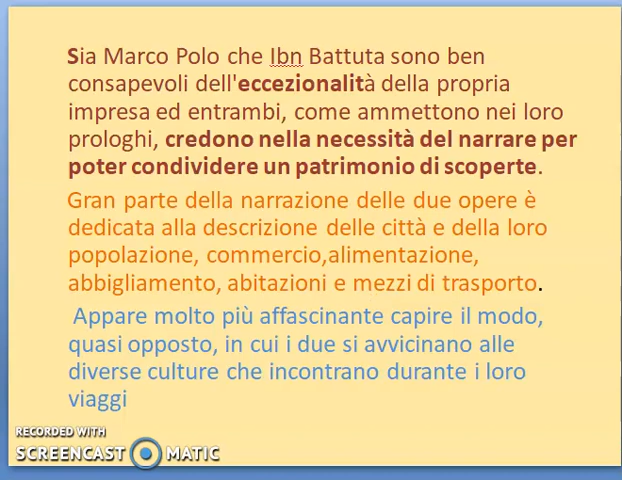 Sia Marco Polo che Ibn Battuta sono ben
consapevoli dell'eccezionalità della propria
impresa ed entrambi, come ammettono nei loro
prologhi, credono nella necessità del narrare per
poter condividere un patrimonio di scoperte.
Gran parte della narrazione delle due opere è
dedicata alla descrizione delle città e della loro
popolazione, commercio,alimentazione,
abbigliamento, abitazioni e mezzi di trasporto.
Appare molto più affascinante capire il modo,
quasi opposto, in cui i due si avvicinano alle
diverse culture che incontrano durante i loro
viaggi
RECORDED WITH
SCREENCAST MATIC